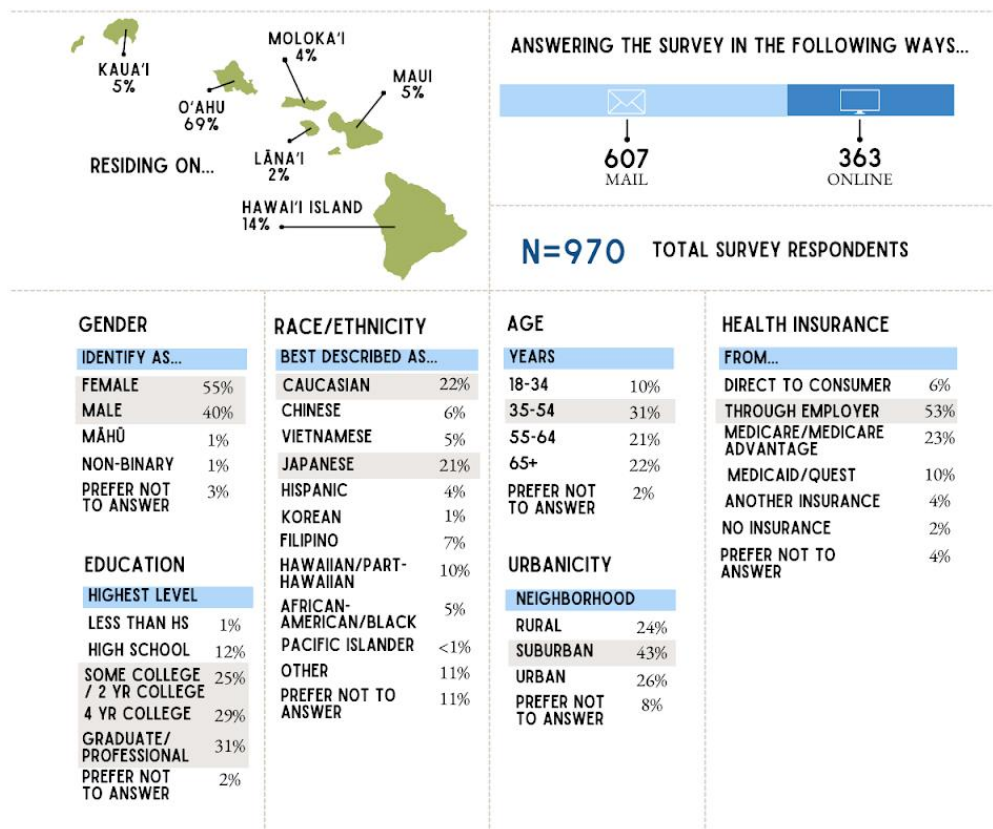 KAUA'I
5%
O'AHU
69%
MOLOKA'I
4%
MAUI
5%
LĀNA'I
2%
HAWAI'I ISLAND
14%
RESIDING ON...
ANSWERING THE SURVEY IN THE FOLLOWING WAYS...
607
MAIL
363
ONLINE
N=970 TOTAL SURVEY RESPONDENTS
GENDER
IDENTIFY AS...
FEMALE 55%
MALE 40%
MĀHŪ 1%
NON-BINARY 1%
PREFER NOT
TO ANSWER 3%
EDUCATION
HIGHEST LEVEL
LESS THAN HS 1%
HIGH SCHOOL 12%
SOME COLLEGE 25%
/ 2 YR COLLEGE
4 YR COLLEGE 29%
GRADUATE/
PROFESSIONAL 31%
PREFER NOT
TO ANSWER 2%
RACE/ETHNICITY
BEST DESCRIBED AS...
CAUCASIAN 22%
CHINESE 6%
VIETNAMESE 5%
JAPANESE 21%
HISPANIC 4%
KOREAN 1%
FILIPINO 7%
HAWAIIAN/PART-
HAWAIIAN 10%
AFRICAN-
AMERICAN/BLACK 5%
PACIFIC ISLANDER <1%
OTHER 11%
PREFER NOT TO
ANSWER 11%
AGE
YEARS
18-34 10%
35-54 31%
55-64 21%
65+ 22%
PREFER NOT
TO ANSWER 2%
URBANICITY
NEIGHBORHOOD
RURAL 24%
SUBURBAN 43%
URBAN 26%
PREFER NOT
TO ANSWER 8%
HEALTH INSURANCE
FROM...
DIRECT TO CONSUMER 6%
THROUGH EMPLOYER 53%
MEDICARE/MEDICARE
ADVANTAGE 23%
MEDICAID/QUEST 10%
ANOTHER INSURANCE 4%
NO INSURANCE 2%
PREFER NOT TO
ANSWER 4%